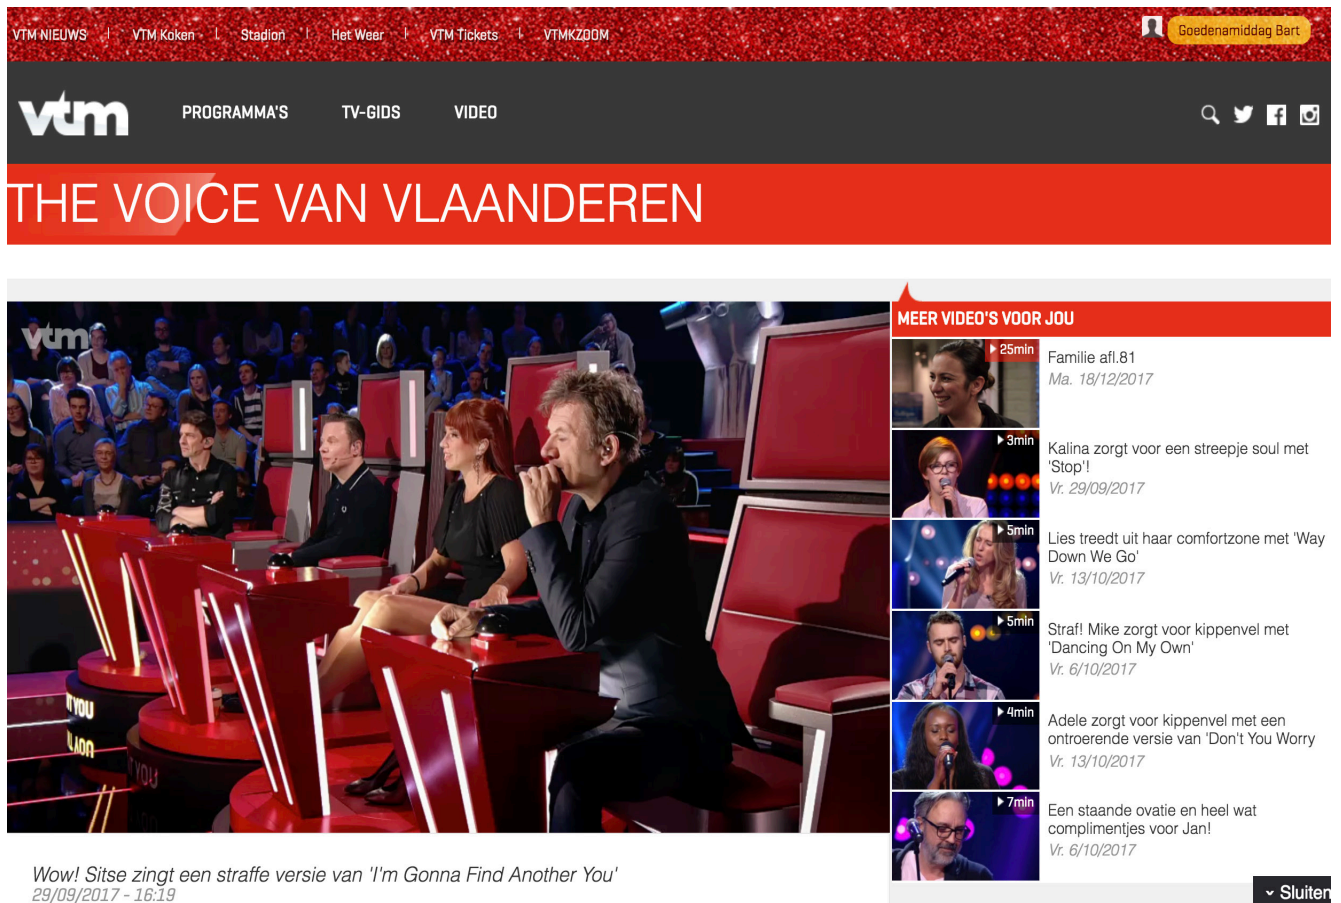 VTM NIEUWS | VTM Koken | Stadion | Het Weer | VTM Tickets | VTMKZOOM
Goedenamiddag Bart
vtm
PROGRAMMA'S TV-GIDS VIDEO
THE VOICE VAN VLAANDEREN
vtm
MEER VIDEO'S VOOR JOU
25min
Familie afl.81
Ma. 18/12/2017
3min
Kalina zorgt voor een streepje soul met
'Stop'!
Vr. 29/09/2017
5min
Lies treedt uit haar comfortzone met 'Way
Down We Go'
Vr. 13/10/2017
5min
Straf! Mike zorgt voor kippenvel met
'Dancing On My Own'
Vr. 6/10/2017
4min
Adele zorgt voor kippenvel met een
ontroerende versie van 'Don't You Worry
Vr. 13/10/2017
7min
Een staande ovatie en heel wat
complimentjes voor Jan!
Vr. 6/10/2017
YOU
Wow! Sitse zingt een straffe versie van 'I'm Gonna Find Another You'
29/09/2017 - 16:19
Sluiten